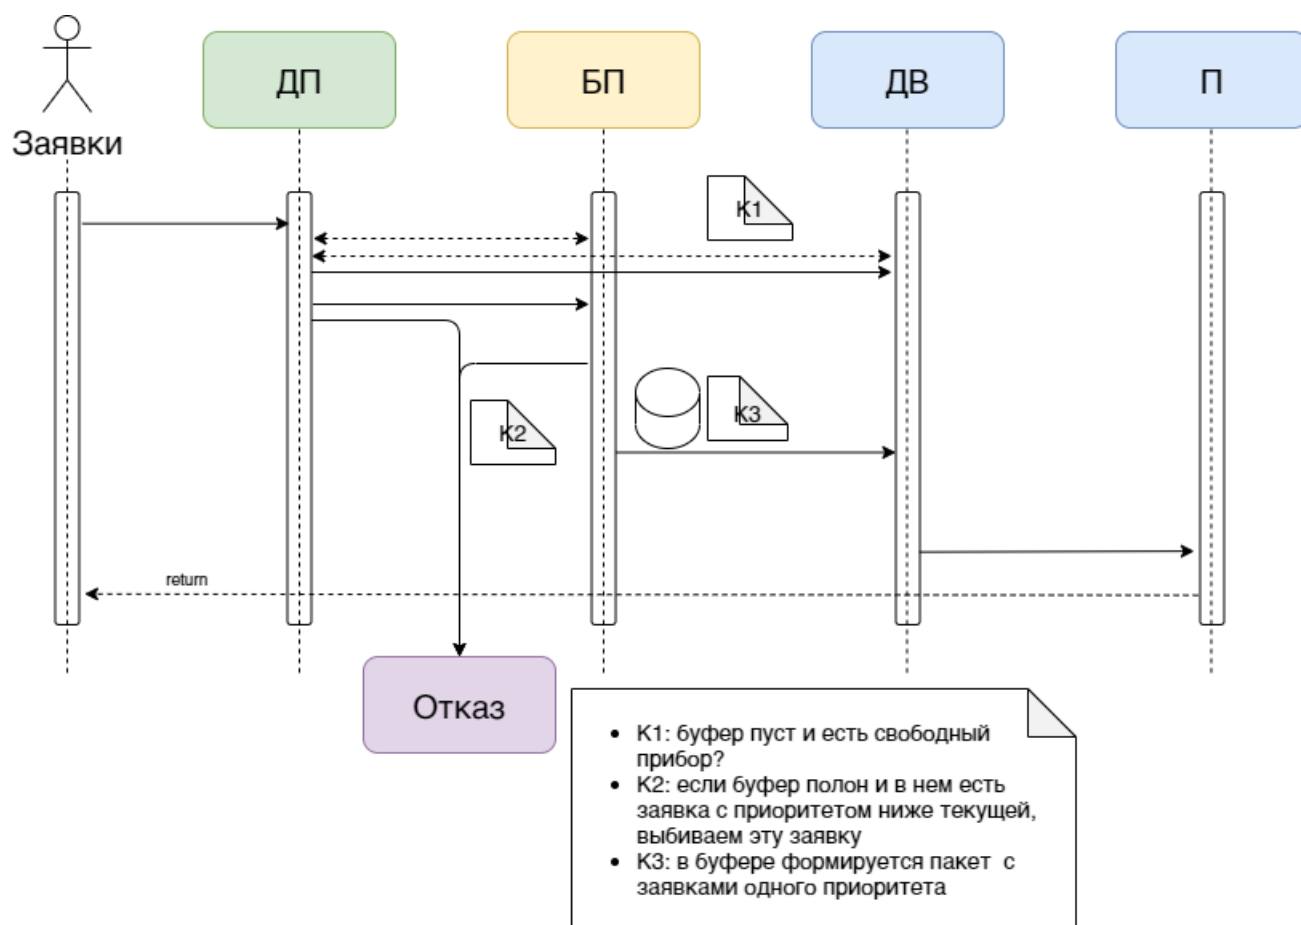 Заявки
ДП
БП
ДВ
П
К1
К2
К3
return
Отказ
К1: буфер пуст и есть свободный
прибор?
К2: если буфер полон и в нем есть
заявка с приоритетом ниже текущей,
выбиваем эту заявку
К3: в буфере формируется пакет с
заявками одного приоритета